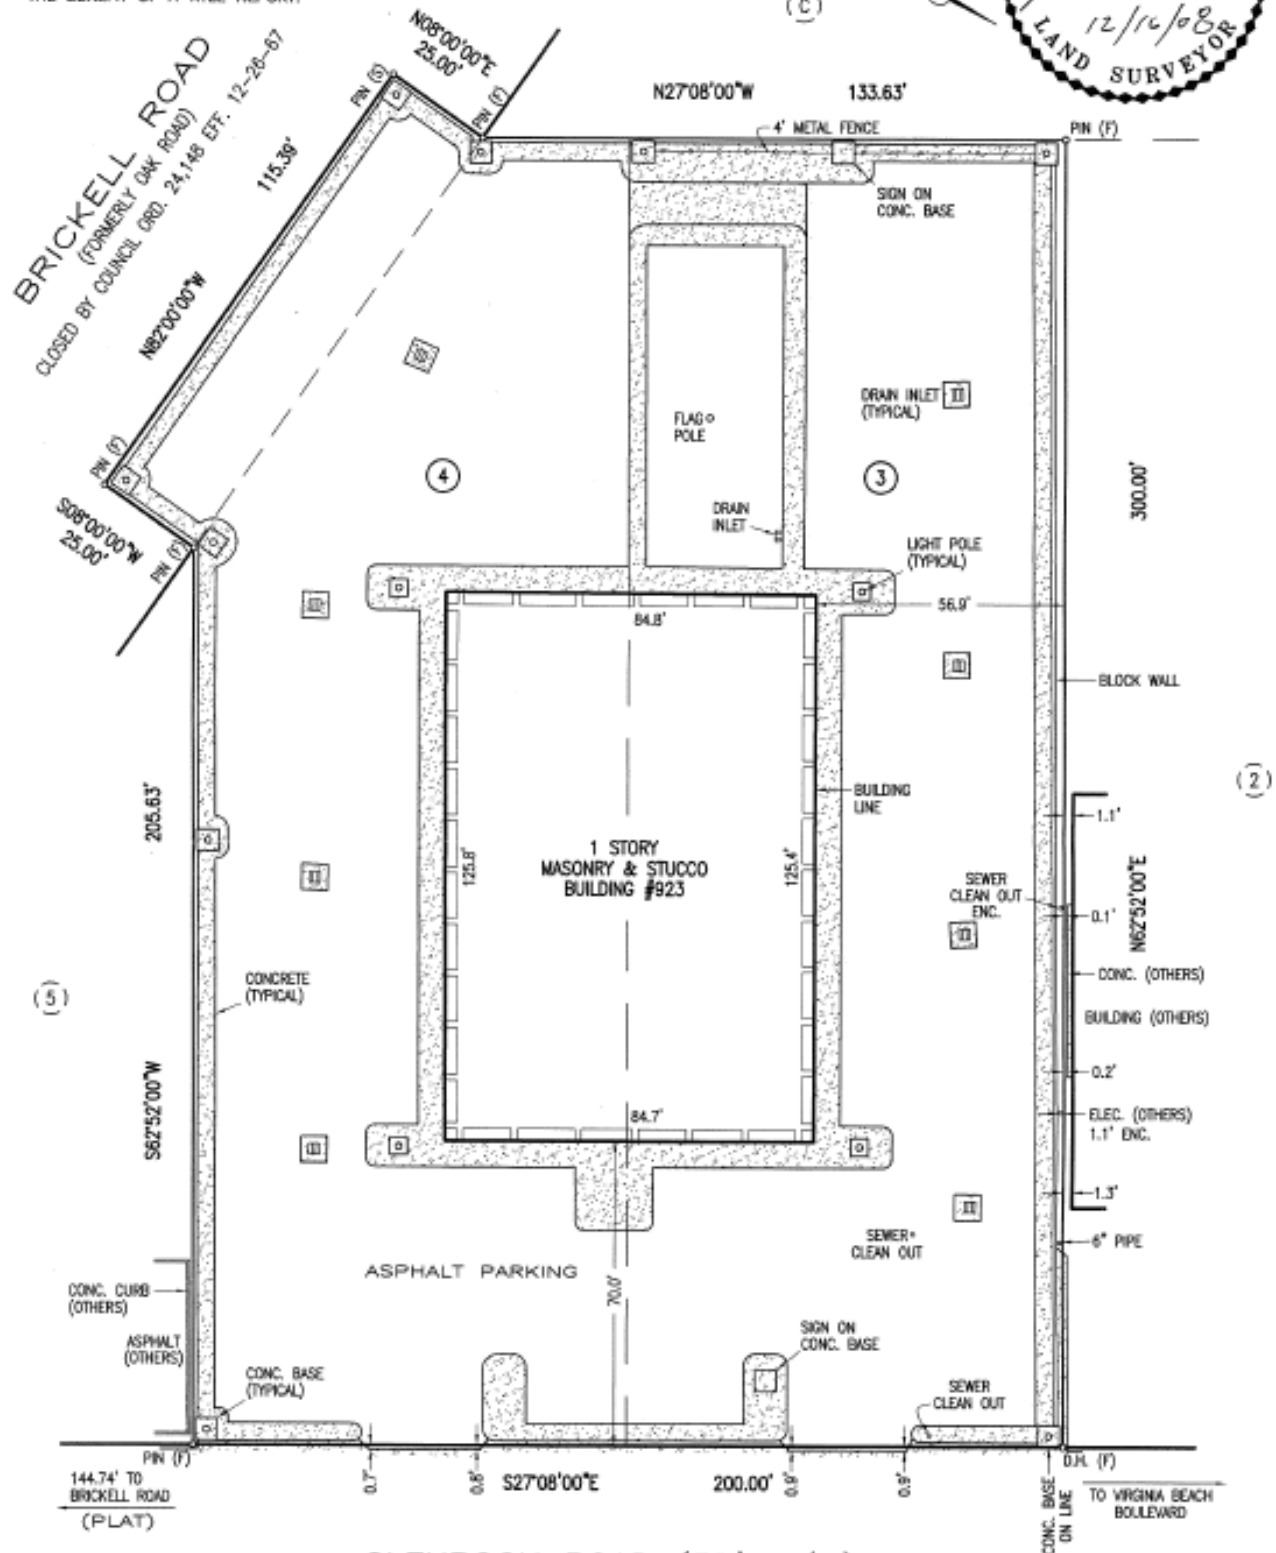 (C)
12/16/08
LAND SURVEYOR
N08°00'00"E
25.00'
PIN (S)
PIN (F)
BRICKELL ROAD
(FORMERLY OAK ROAD)
CLOSED BY COUNCIL ORD. 24,148 EFF. 12-26-67
115.39'
N82°00'00"W
N27°08'00"W 133.63'
4' METAL FENCE
PIN (F)
SIGN ON
CONC. BASE
DRAIN INLET
(TYPICAL)
FLAG
POLE
4
3
PIN (F)
S08°00'00"W
25.00'
PIN (F)
DRAIN
INLET
LIGHT POLE
(TYPICAL)
300.00'
56.9'
84.8'
BLOCK WALL
(2)
205.63'
BUILDING
LINE
1.1'
1 STORY
MASONRY & STUCCO
BUILDING #923
125.8'
125.4'
SEWER
CLEAN OUT
ENC.
0.1'
N62°52'00"E
CONC. (OTHERS)
BUILDING (OTHERS)
CONCRETE
(TYPICAL)
(5)
0.2'
S62°52'00"W
84.7'
ELEC. (OTHERS)
1.1' ENC.
1.3'
SEWER
CLEAN OUT
6" PIPE
ASPHALT PARKING
70.0'
CONC. CURB
(OTHERS)
ASPHALT
(OTHERS)
CONC. BASE
(TYPICAL)
SIGN ON
CONC. BASE
SEWER
CLEAN OUT
PIN (F)
D.H. (F)
144.74' TO
BRICKELL ROAD
(PLAT)
0.7'
0.8'
S27°08'00"E 200.00'
0.9'
0.9'
CONC. BASE
ON LINE
TO VIRGINIA BEACH
BOULEVARD